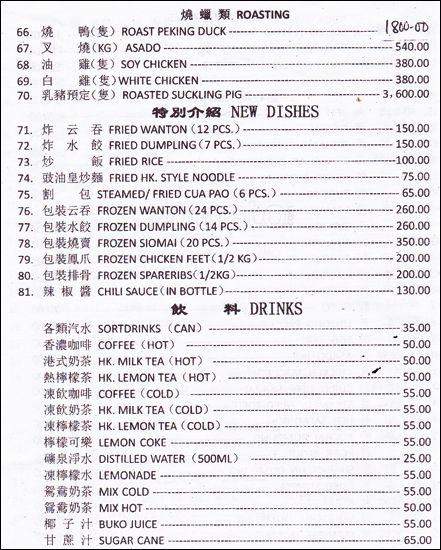 燒 蠟 類 ROASTING
66. 燒 鴨(隻) ROAST PEKING DUCK 1800.00
67. 叉 燒(KG) ASADO 540.00
68. 油 雞(隻) SOY CHICKEN 380.00
69. 白 雞(隻) WHITE CHICKEN 380.00
70. 乳豬預定(隻) ROASTED SUCKLING PIG 3,600.00
特別介紹 NEW DISHES
71. 炸 云 吞 FRIED WANTON (12 PCS.) 150.00
72. 炸 水 餃 FRIED DUMPLING (7 PCS.) 150.00
73. 炒 飯 FRIED RICE 100.00
74. 豉油皇炒麵 FRIED HK. STYLE NOODLE 75.00
75. 割 包 STEAMED/ FRIED CUA PAO (6 PCS.) 65.00
76. 包裝云吞 FROZEN WANTON (24 PCS.) 260.00
77. 包裝水餃 FROZEN DUMPLING (14 PCS.) 260.00
78. 包裝燒賣 FROZEN SIOMAI (20 PCS.) 350.00
79. 包裝鳳爪 FROZEN CHICKEN FEET (1/2 KG) 200.00
80. 包裝排骨 FROZEN SPARERIBS (1/2KG) 200.00
81. 辣 椒 醬 CHILI SAUCE (IN BOTTLE) 130.00
飲 料 DRINKS
各類汽水 SORTDRINKS (CAN) 35.00
香濃咖啡 COFFEE (HOT) 50.00
港式奶茶 HK. MILK TEA (HOT) 50.00
熱檸檬茶 HK. LEMON TEA (HOT) 50.00
凍飲咖啡 COFFEE (COLD) 55.00
凍飲奶茶 HK. MILK TEA (COLD) 55.00
凍檸檬茶 HK. LEMON TEA (COLD) 55.00
檸檬可樂 LEMON COKE 55.00
礦泉淨水 DISTILLED WATER (500ML) 25.00
凍檸檬水 LEMONADE 55.00
鴛鴦奶茶 MIX COLD 55.00
鴛鴦奶茶 MIX HOT 50.00
椰 子 汁 BUKO JUICE 55.00
甘 蔗 汁 SUGAR CANE 65.00